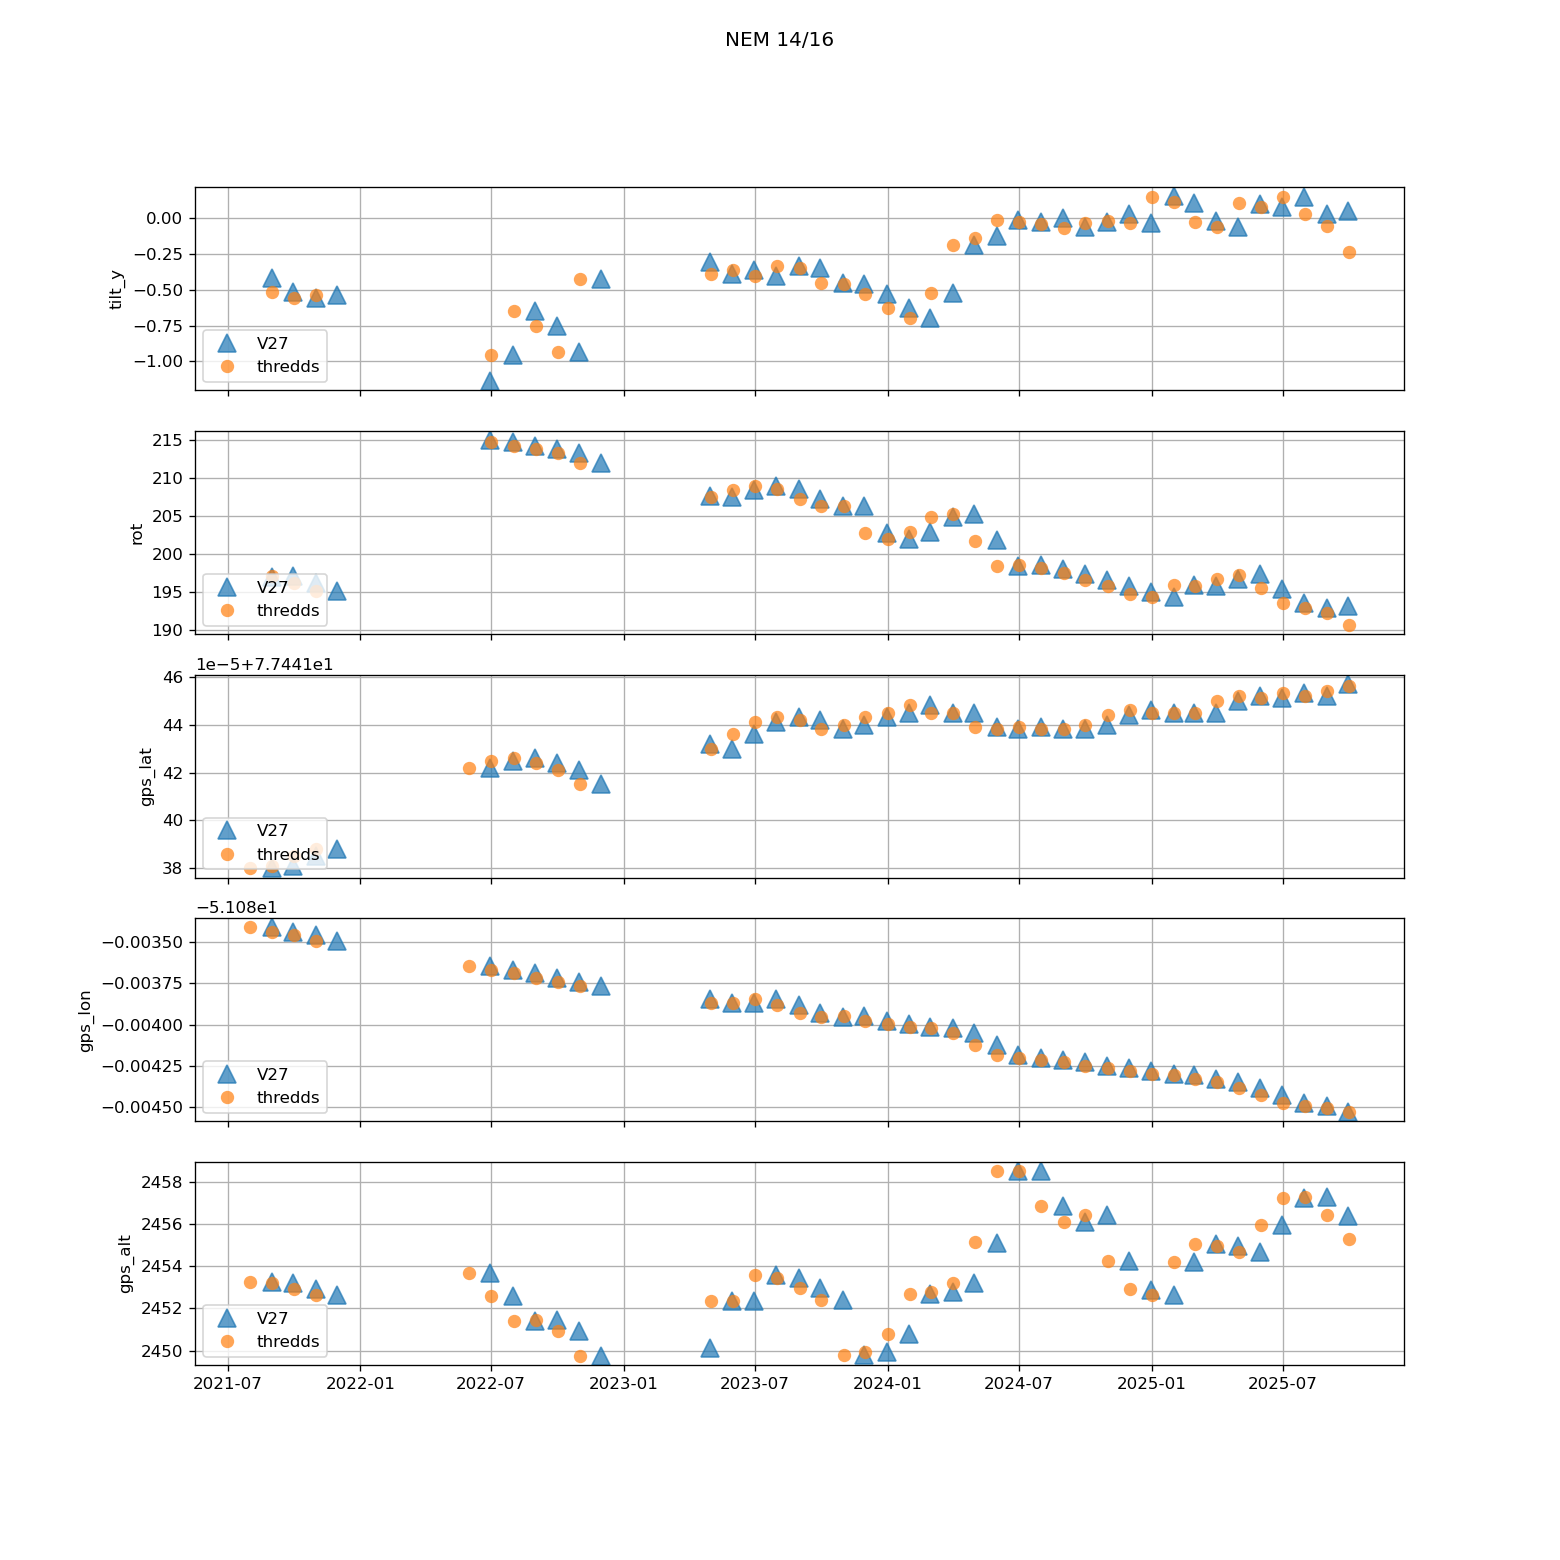 NEM 14/16
0.00
−0.25
−0.50
−0.75
−1.00
tilt_y
V27
thredds
215
210
205
200
195
190
rot
V27
thredds
1e−5+7.7441e1
46
44
42
40
38
gps_lat
V27
thredds
−5.108e1
−0.00350
−0.00375
−0.00400
−0.00425
−0.00450
gps_lon
V27
thredds
2458
2456
2454
2452
2450
gps_alt
V27
thredds
2021-07 2022-01 2022-07 2023-01 2023-07 2024-01 2024-07 2025-01 2025-07